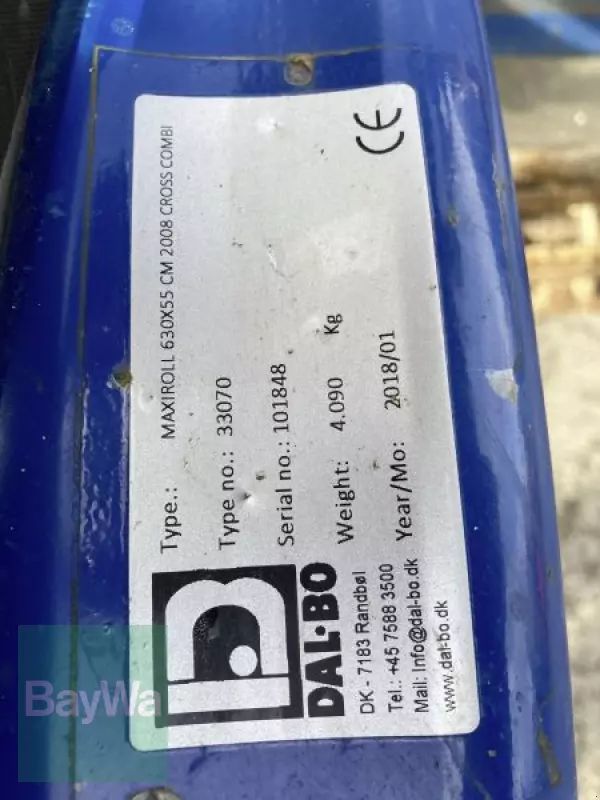 Type.: MAXIROLL 630X55 CM 2008 CROSS COMBI
Type no.: 33070
Serial no.: 101848
Weight: 4.090 Kg
Year/Mo: 2018/01
DAL-BO
DK - 7183 Randbøl
Tel.: +45 7588 3500
Mail: Info@dal-bo.dk
www.dal-bo.dk
CE
BayWa